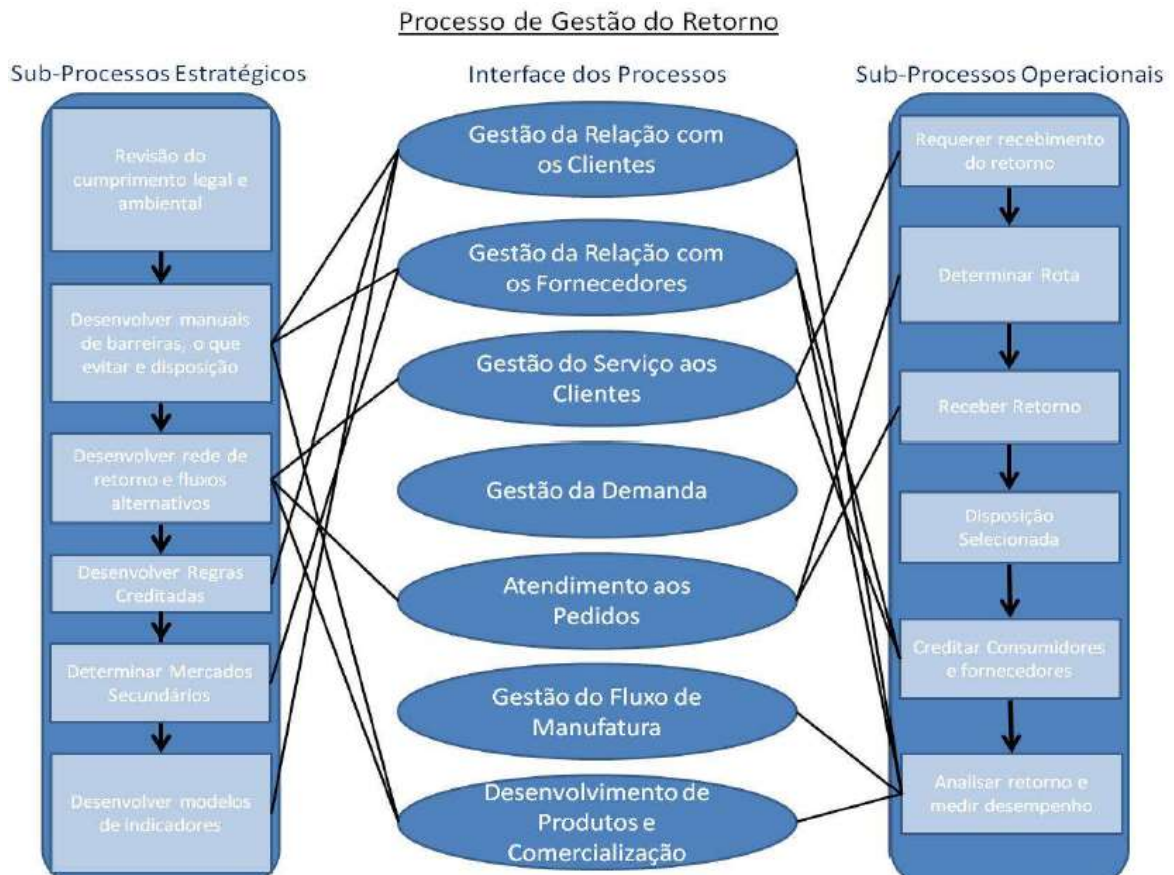 Processo de Gestão do Retorno
Sub-Processos Estratégicos
Revisão do
cumprimento legal e
ambiental
Desenvolver manuais
de barreiras, o que
evitar e disposição
Desenvolver rede de
retorno e fluxos
alternativos
Desenvolver Regras
Creditadas
Determinar Mercados
Secundários
Desenvolver modelos
de indicadores
Interface dos Processos
Gestão da Relação com
os Clientes
Gestão da Relação com
os Fornecedores
Gestão do Serviço aos
Clientes
Gestão da Demanda
Atendimento aos
Pedidos
Gestão do Fluxo de
Manufatura
Desenvolvimento de
Produtos e
Comercialização
Sub-Processos Operacionais
Requerer recebimento
do retorno
Determinar Rota
Receber Retorno
Disposição
Selecionada
Creditar Consumidores
e fornecedores
Analisar retorno e
medir desempenho